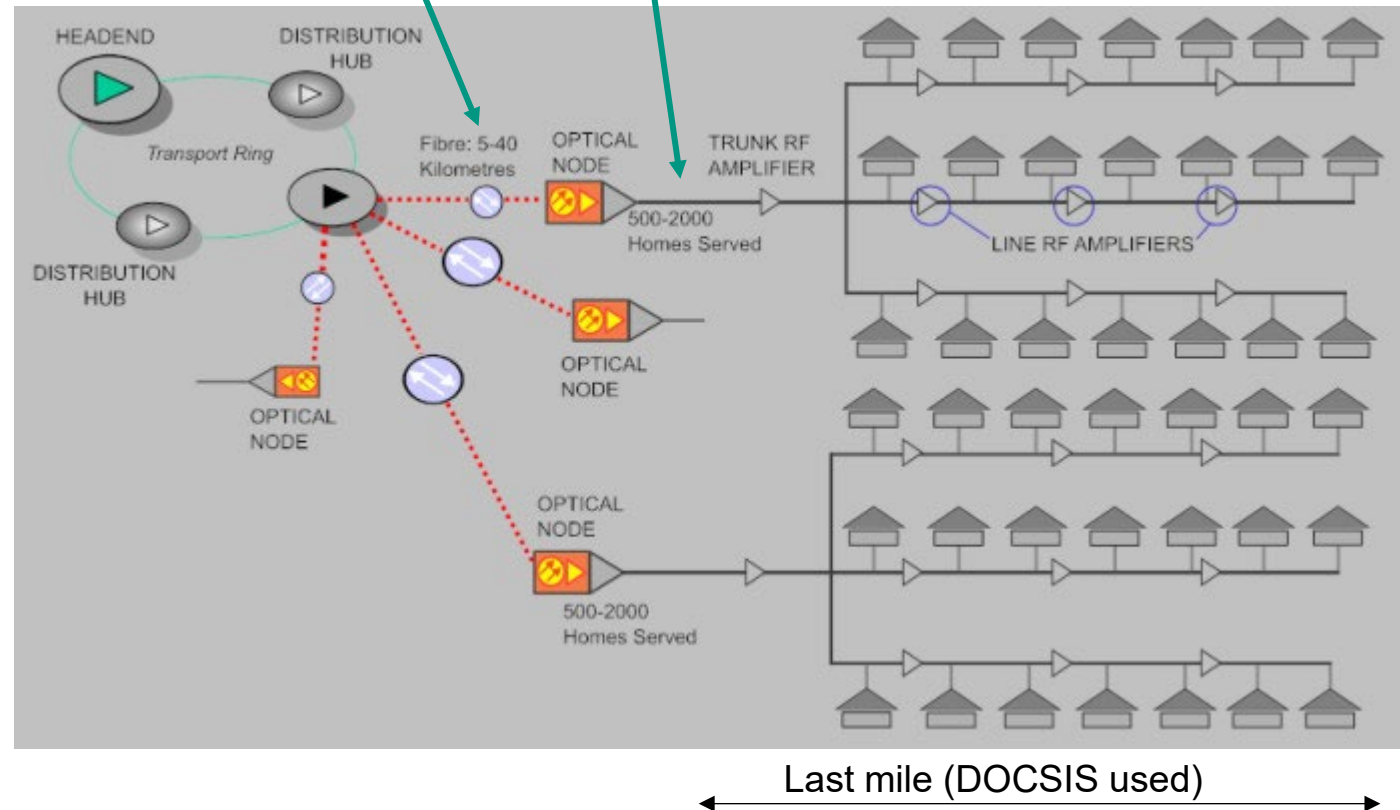 HEADEND
DISTRIBUTION
HUB
Transport Ring
DISTRIBUTION
HUB
Fibre: 5-40
Kilometres
OPTICAL
NODE
TRUNK RF
AMPLIFIER
500-2000
Homes Served
LINE RF AMPLIFIERS
OPTICAL
NODE
OPTICAL
NODE
OPTICAL
NODE
500-2000
Homes Served
Last mile (DOCSIS used)